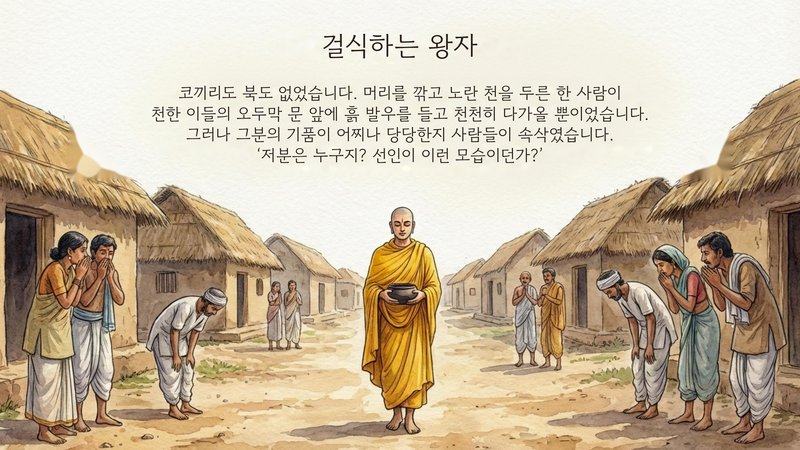 걸식하는 왕자
코끼리도 북도 없었습니다. 머리를 깎고 노란 천을 두른 한 사람이
천한 이들의 오두막 문 앞에 흙 발우를 들고 천천히 다가올 뿐이었습니다.
그러나 그분의 기품이 어찌나 당당한지 사람들이 속삭였습니다.
‘저분은 누구지? 선인이 이런 모습이던가?’